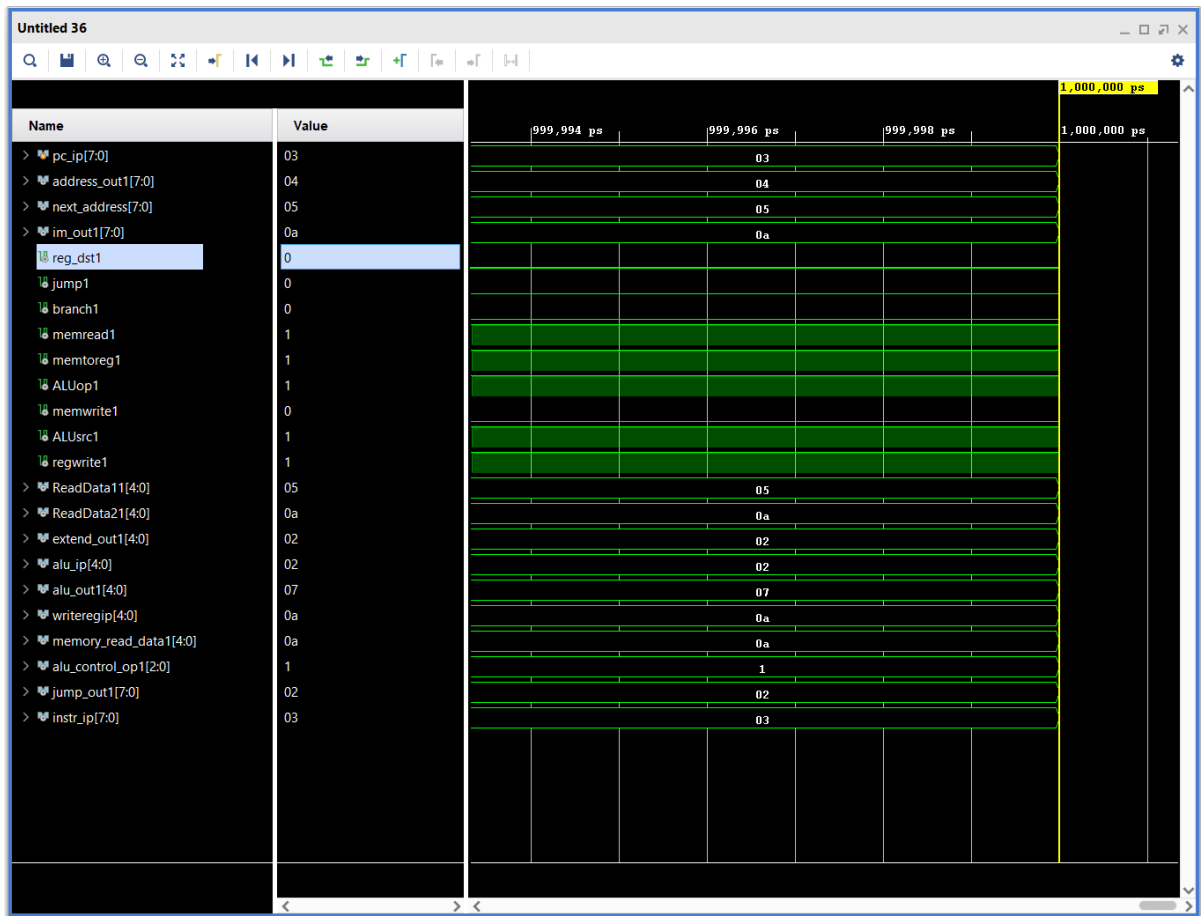 Untitled 36
1,000,000 ps
Name Value 999,994 ps 999,996 ps 999,998 ps 1,000,000 ps
pc_ip[7:0] 03 03
address_out1[7:0] 04 04
next_address[7:0] 05 05
im_out1[7:0] 0a 0a
reg_dst1 0
jump1 0
branch1 0
memread1 1
memtoreg1 1
ALUop1 1
memwrite1 0
ALUsrc1 1
regwrite1 1
ReadData11[4:0] 05 05
ReadData21[4:0] 0a 0a
extend_out1[4:0] 02 02
alu_ip[4:0] 02 02
alu_out1[4:0] 07 07
writeregip[4:0] 0a 0a
memory_read_data1[4:0] 0a 0a
alu_control_op1[2:0] 1 1
jump_out1[7:0] 02 02
instr_ip[7:0] 03 03